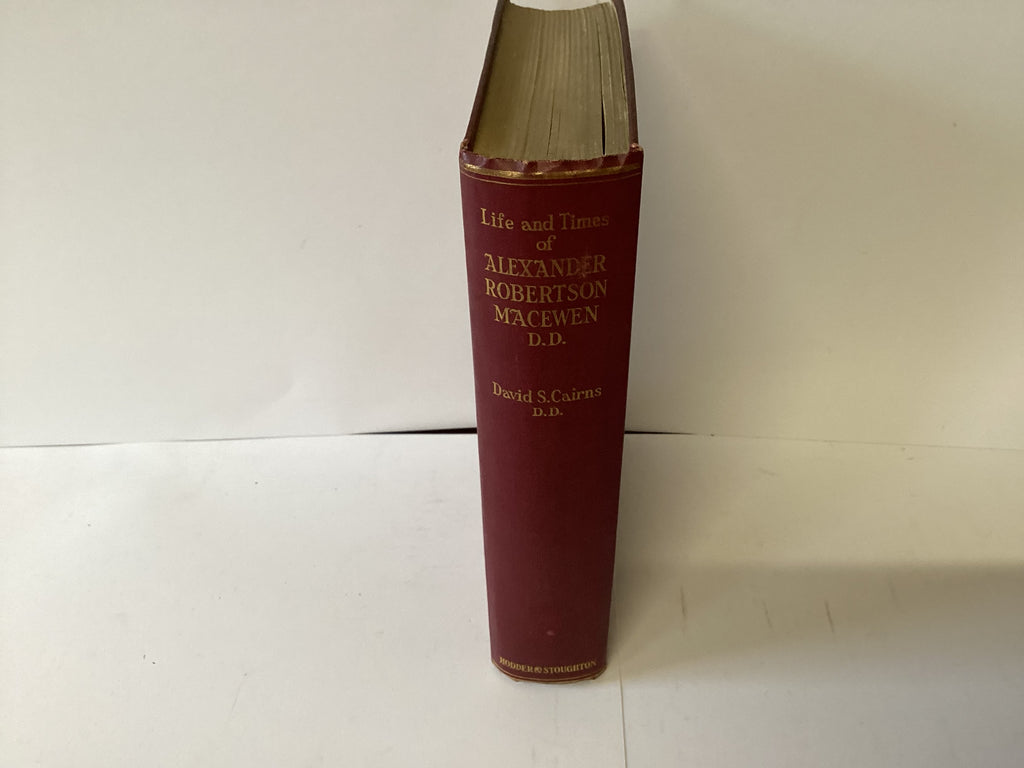 Life and Times
of
ALEXANDER
ROBERTSON
MACEWEN
D.D.
David S. Cairns
D.D.
HODDER & STOUGHTON